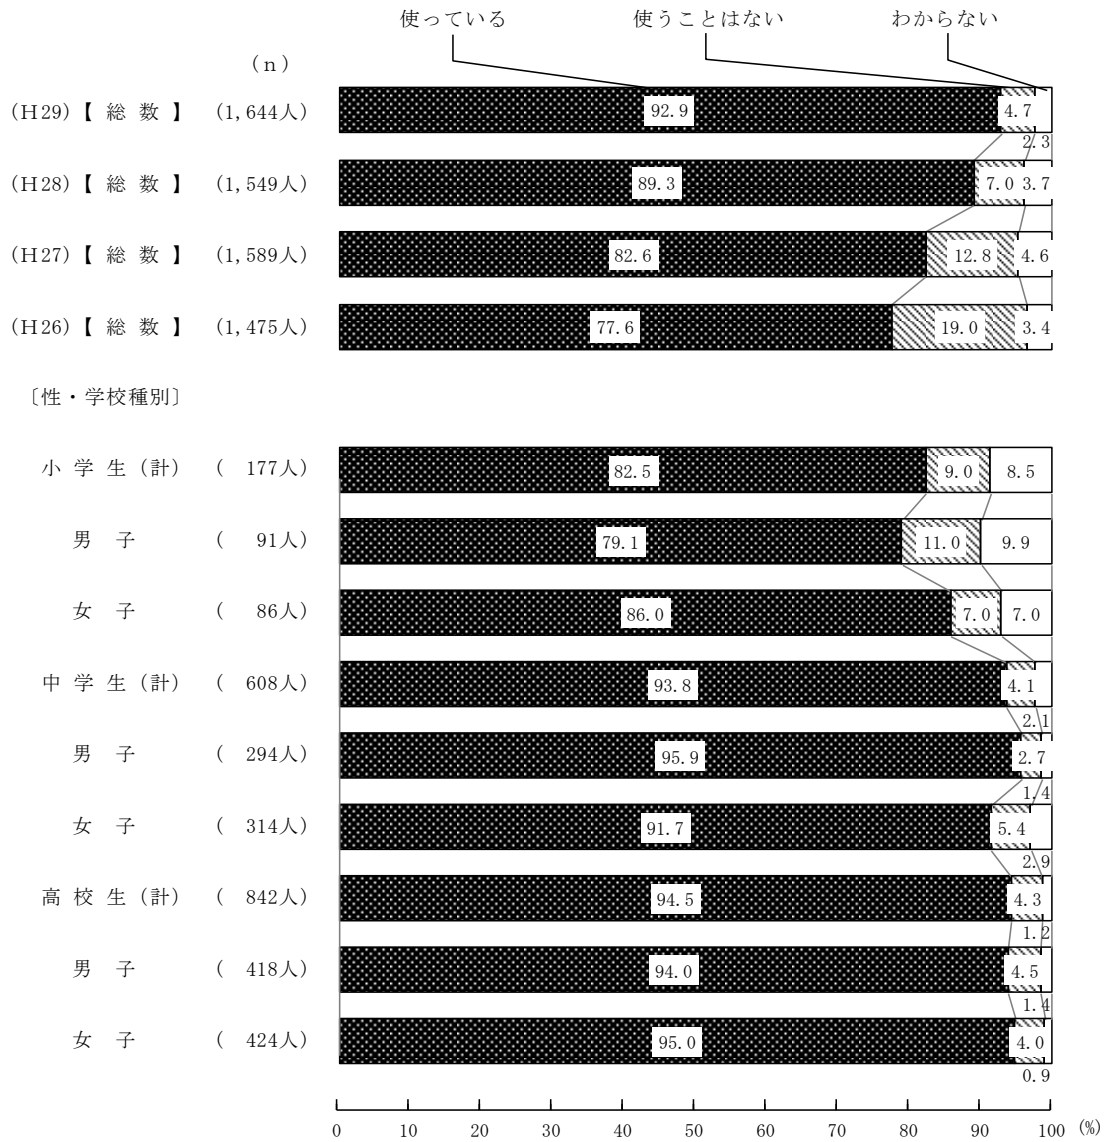 使っている 使うことはない わからない
(ｎ)
(Ｈ29)【 総 数 】 (1,644人) 92.9 4.7
2.3
(Ｈ28)【 総 数 】 (1,549人) 89.3 7.0 3.7
(Ｈ27)【 総 数 】 (1,589人) 82.6 12.8 4.6
(Ｈ26)【 総 数 】 (1,475人) 77.6 19.0 3.4
〔性・学校種別〕
小 学 生（計） ( 177人) 82.5 9.0 8.5
男 子 ( 91人) 79.1 11.0 9.9
女 子 ( 86人) 86.0 7.0 7.0
中 学 生（計） ( 608人) 93.8 4.1
2.1
男 子 ( 294人) 95.9 2.7
1.4
女 子 ( 314人) 91.7 5.4
2.9
高 校 生（計） ( 842人) 94.5 4.3
1.2
男 子 ( 418人) 94.0 4.5
1.4
女 子 ( 424人) 95.0 4.0
0.9
0 10 20 30 40 50 60 70 80 90 100 (%)